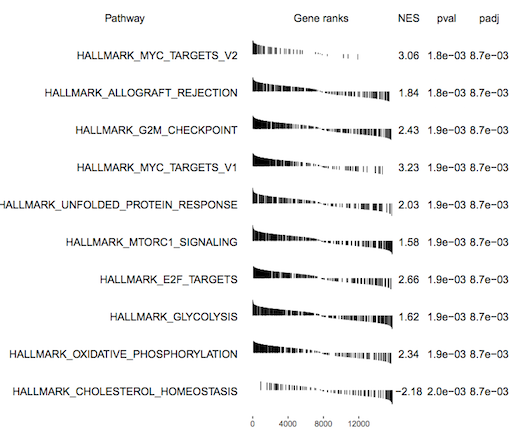 Pathway Gene ranks NES pval padj
HALLMARK_MYC_TARGETS_V2 3.06 1.8e−03 8.7e−03
HALLMARK_ALLOGRAFT_REJECTION 1.84 1.8e−03 8.7e−03
HALLMARK_G2M_CHECKPOINT 2.43 1.9e−03 8.7e−03
HALLMARK_MYC_TARGETS_V1 3.23 1.9e−03 8.7e−03
HALLMARK_UNFOLDED_PROTEIN_RESPONSE 2.03 1.9e−03 8.7e−03
HALLMARK_MTORC1_SIGNALING 1.58 1.9e−03 8.7e−03
HALLMARK_E2F_TARGETS 2.66 1.9e−03 8.7e−03
HALLMARK_GLYCOLYSIS 1.62 1.9e−03 8.7e−03
HALLMARK_OXIDATIVE_PHOSPHORYLATION 2.34 1.9e−03 8.7e−03
HALLMARK_CHOLESTEROL_HOMEOSTASIS −2.18 2.0e−03 8.7e−03
0 4000 8000 12000